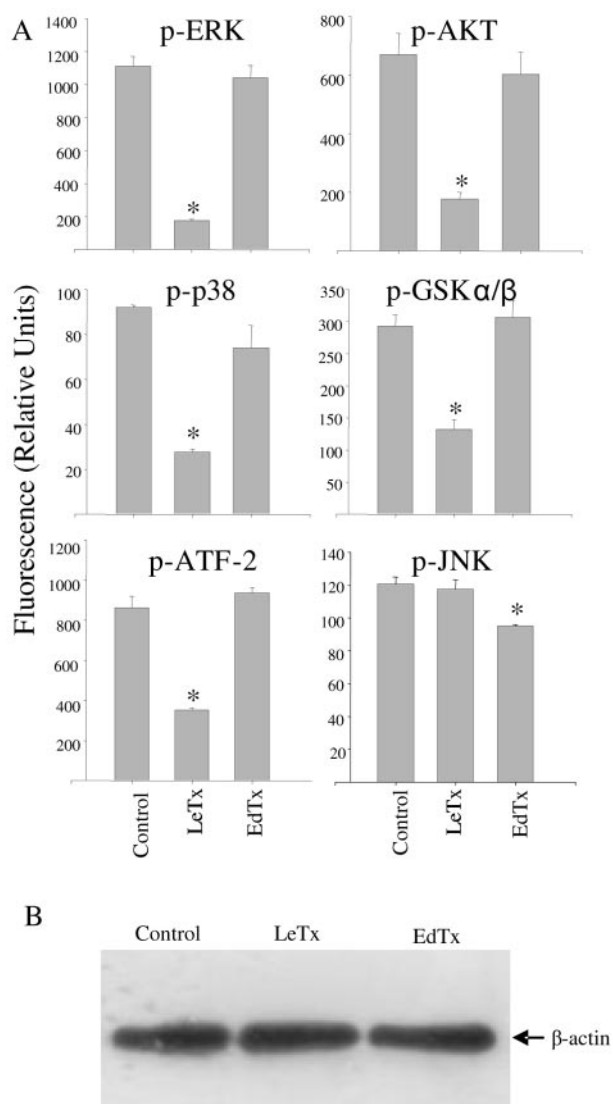 A
Fluorescence (Relative Units)
p-ERK
1400
1200
1000
800
600
400
200
*
p-AKT
800
600
400
200
*
p-p38
100
80
60
40
20
*
p-GSKα/β
350
300
250
200
150
100
50
*
p-ATF-2
1200
1000
800
600
400
200
*
Control
LeTx
EdTx
p-JNK
140
120
100
80
60
40
20
*
Control
LeTx
EdTx
B
Control LeTx EdTx
β-actin